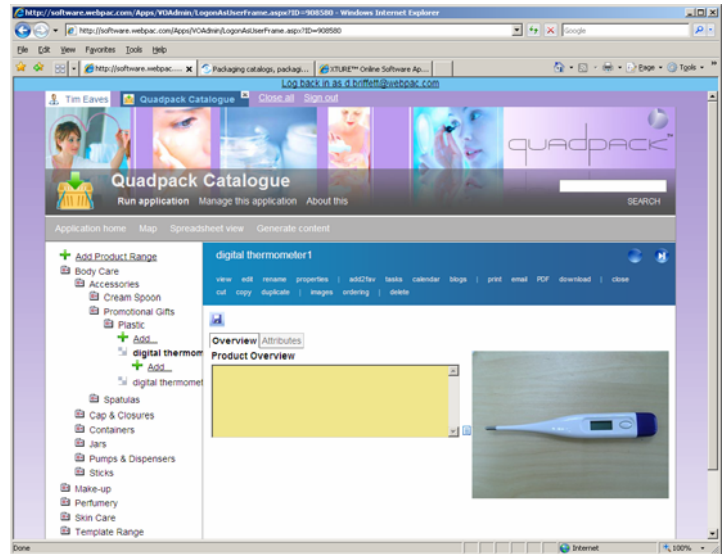 http://software.webpac.com/Apps/VOAdmin/LogonAsUserFrame.aspx?ID=908580 - Windows Internet Explorer
http://software.webpac.com/Apps/VOAdmin/LogonAsUserFrame.aspx?ID=908580
Google
File Edit View Favorites Tools Help
http://software.webpac.... Packaging catalogs, packagi... XTURE™ Online Software Ap... Page Tools
Log back in as d.briffett@webpac.com
Tim Eaves Quadpack Catalogue Close all Sign out
quadpack™
Quadpack Catalogue
Run application Manage this application About this SEARCH
Application home Map Spreadsheet view Generate content
Add Product Range
Body Care
Accessories
Cream Spoon
Promotional Gifts
Plastic
Add...
digital thermom
Add...
digital thermomet
Spatulas
Cap & Closures
Containers
Jars
Pumps & Dispensers
Sticks
Make-up
Perfumery
Skin Care
Template Range
digital thermometer1
view edit rename properties | add2fav tasks calendar blogs | print email PDF download | close
cut copy duplicate | images ordering | delete
Overview Attributes
Product Overview
Done Internet 100%